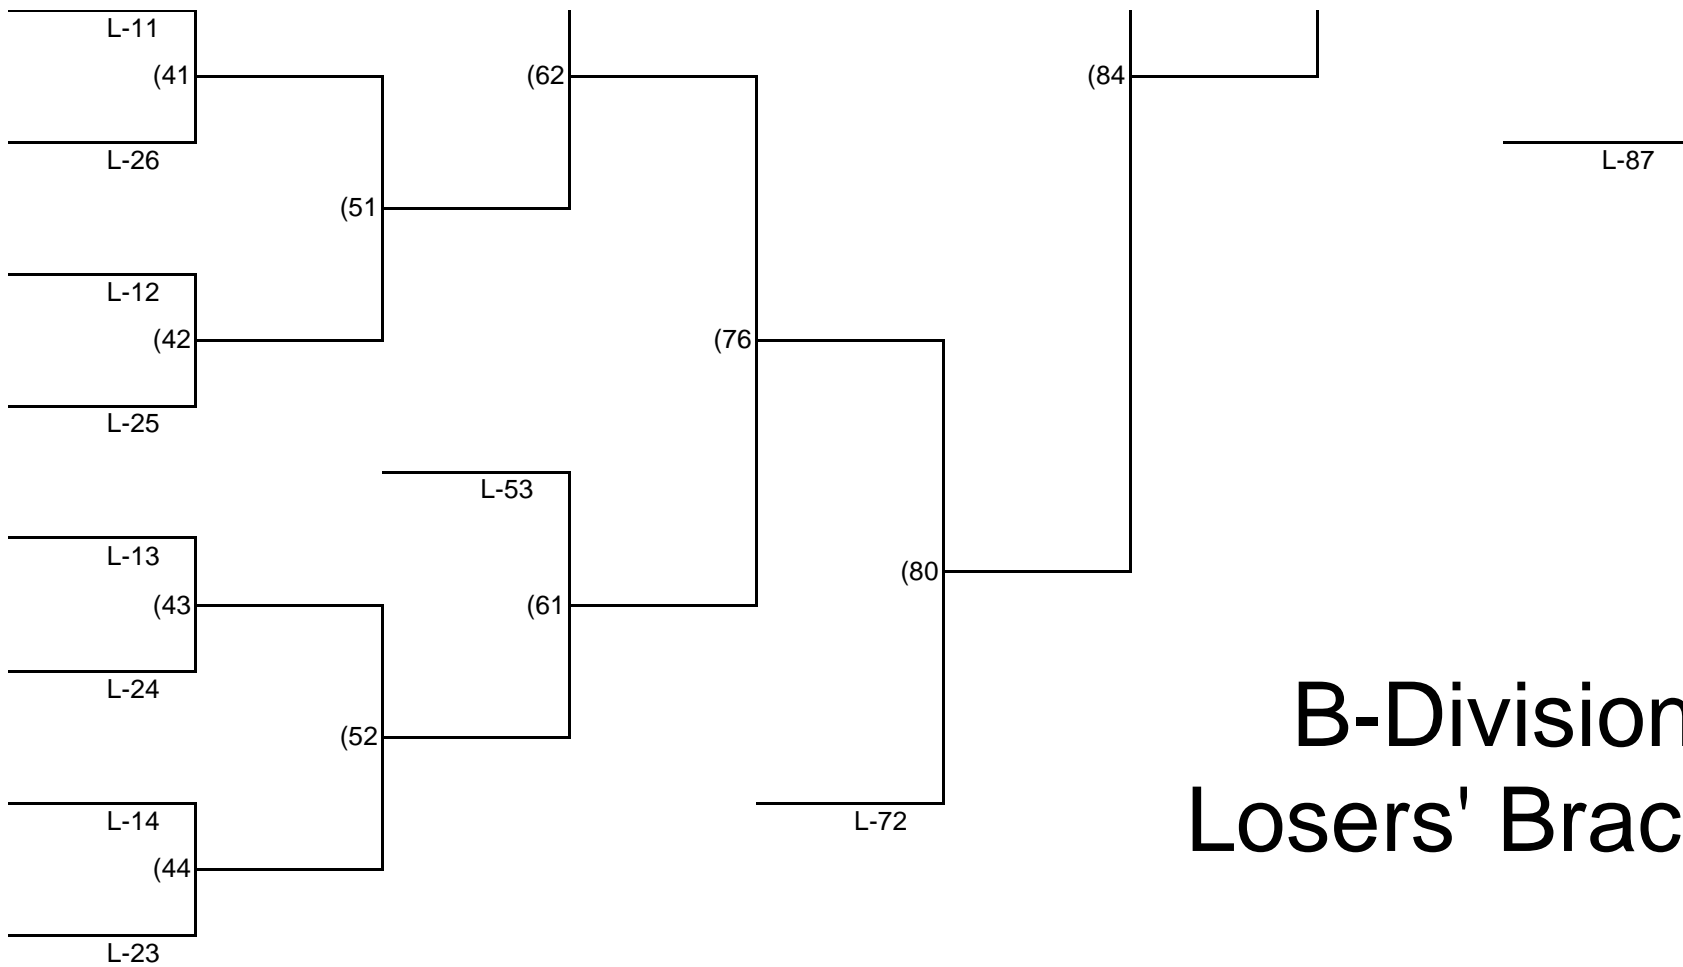 L-11
(41
(62
(84
L-26
L-87
(51
L-12
(42
(76
L-25
L-53
L-13
(43
(61
(80
L-24
B-Division
(52
L-14
L-72
Losers' Brac
(44
L-23